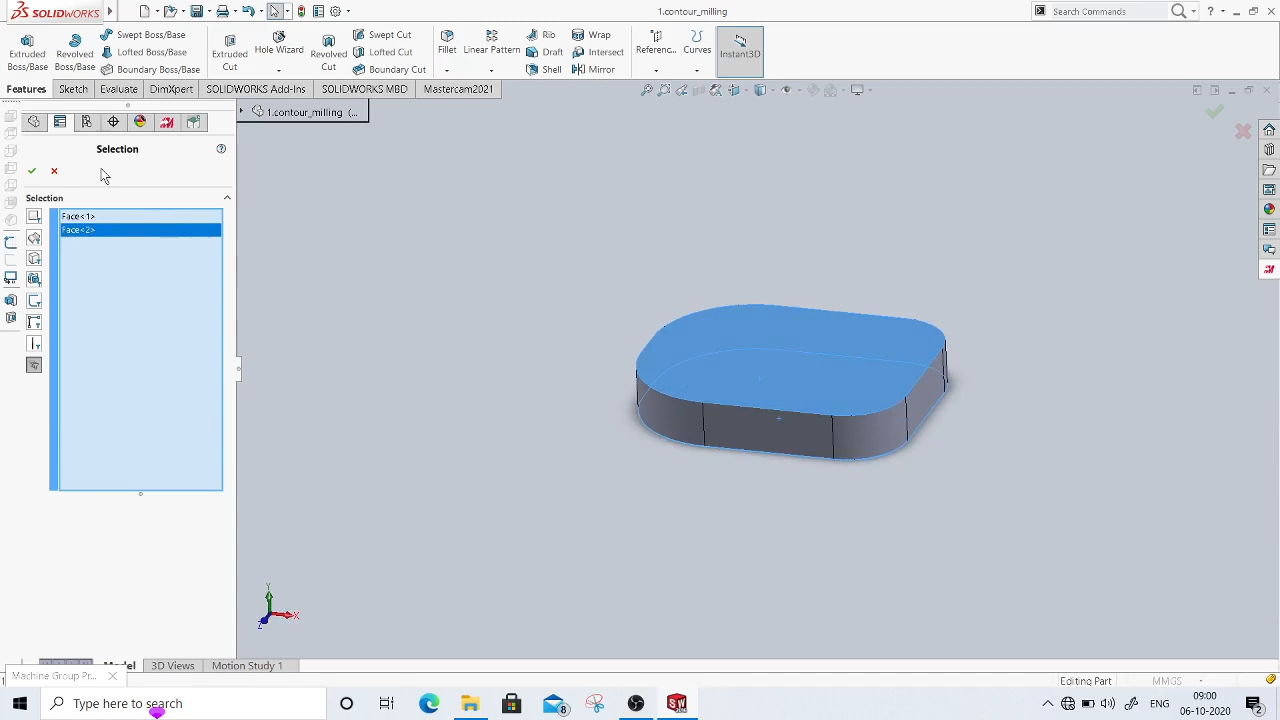 SOLIDWORKS
1.contour_milling
Search Commands
Extruded Boss/Base
Revolved Boss/Base
Swept Boss/Base
Lofted Boss/Base
Boundary Boss/Base
Extruded Cut
Hole Wizard
Revolved Cut
Swept Cut
Lofted Cut
Boundary Cut
Fillet
Linear Pattern
Rib
Draft
Shell
Wrap
Intersect
Mirror
Referenc...
Curves
Instant3D
Features
Sketch
Evaluate
DimXpert
SOLIDWORKS Add-Ins
SOLIDWORKS MBD
Mastercam2021
1.contour_milling (...
Selection
Selection
Face<1>
Face<2>
Y
X
Z
Model
3D Views
Motion Study 1
Machine Group Pr...
Editing Part
MMGS
Type here to search
8
ENG
09:00
06-10-2020
2